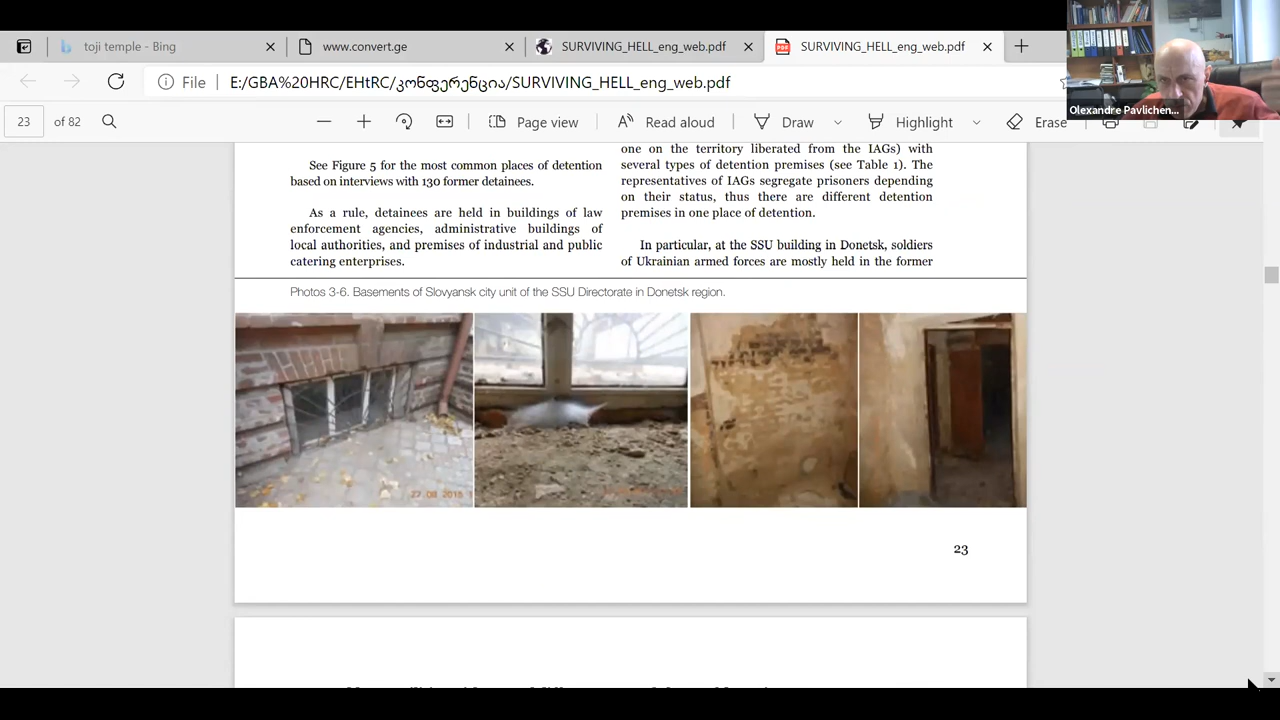 toji temple - Bing
www.convert.ge
SURVIVING_HELL_eng_web.pdf
SURVIVING_HELL_eng_web.pdf
File
E:/GBA%20HRC/EHtRC/კონფერენცია/SURVIVING_HELL_eng_web.pdf
Olexandre Pavlichen...
23 of 82
Page view
Read aloud
Draw
Highlight
Erase
See Figure 5 for the most common places of detention
based on interviews with 130 former detainees.
As a rule, detainees are held in buildings of law
enforcement agencies, administrative buildings of
local authorities, and premises of industrial and public
catering enterprises.
one on the territory liberated from the IAGs) with
several types of detention premises (see Table 1). The
representatives of IAGs segregate prisoners depending
on their status, thus there are different detention
premises in one place of detention.
In particular, at the SSU building in Donetsk, soldiers
of Ukrainian armed forces are mostly held in the former
Photos 3-6. Basements of Slovyansk city unit of the SSU Directorate in Donetsk region.
23